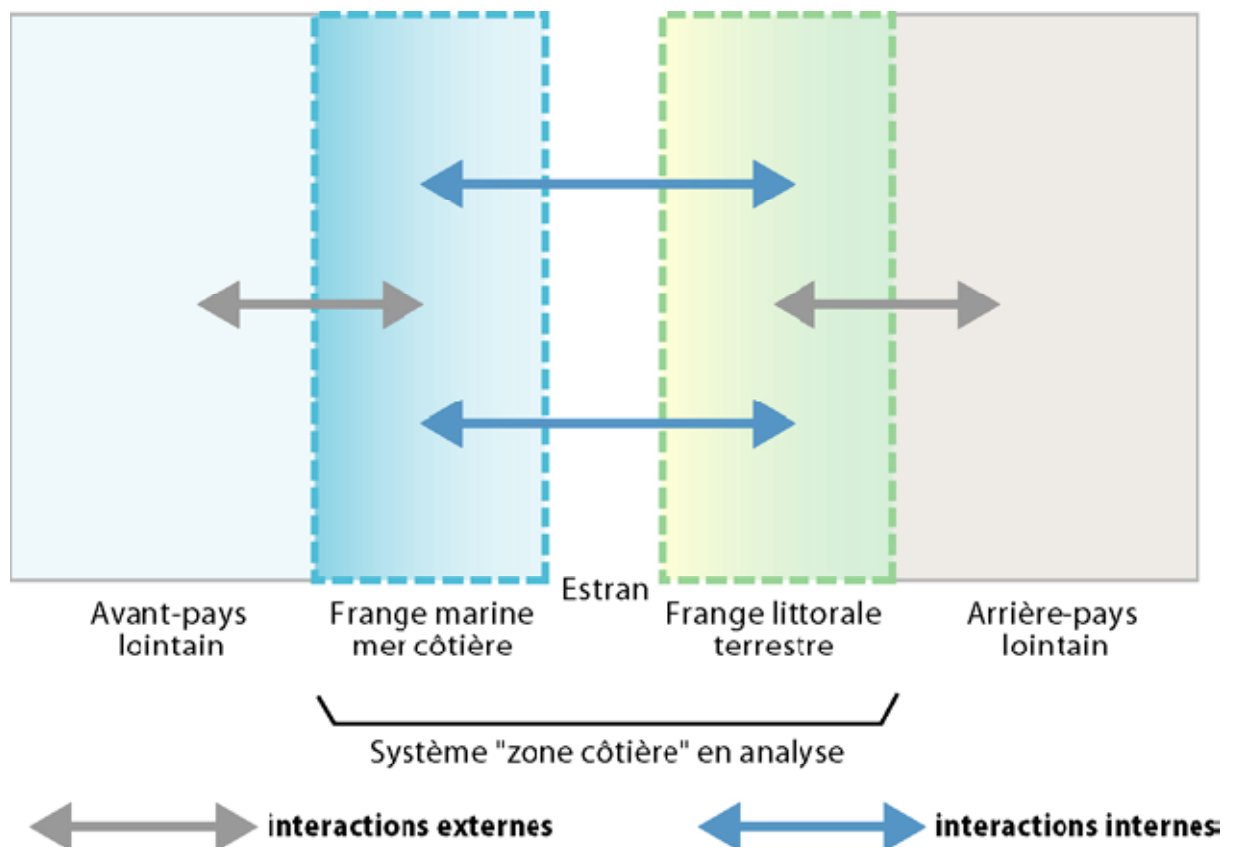 Estran
Avant-pays
lointain
Frange marine
mer côtière
Frange littorale
terrestre
Arrière-pays
lointain
Système "zone côtière" en analyse
interactions externes
interactions internes